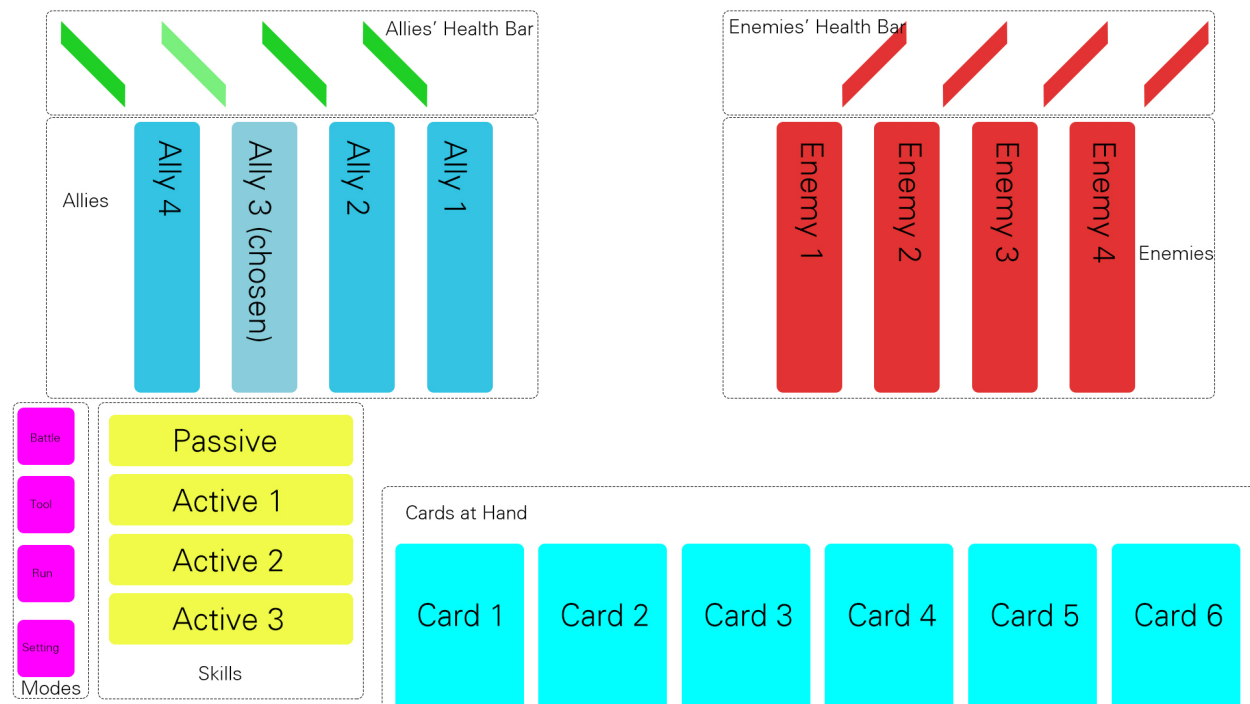 Allies’ Health Bar
Enemies’ Health Bar
Allies
Ally 4
Ally 3 (chosen)
Ally 2
Ally 1
Enemy 1
Enemy 2
Enemy 3
Enemy 4
Enemies
Battle
Tool
Run
Setting
Modes
Passive
Active 1
Active 2
Active 3
Skills
Cards at Hand
Card 1
Card 2
Card 3
Card 4
Card 5
Card 6